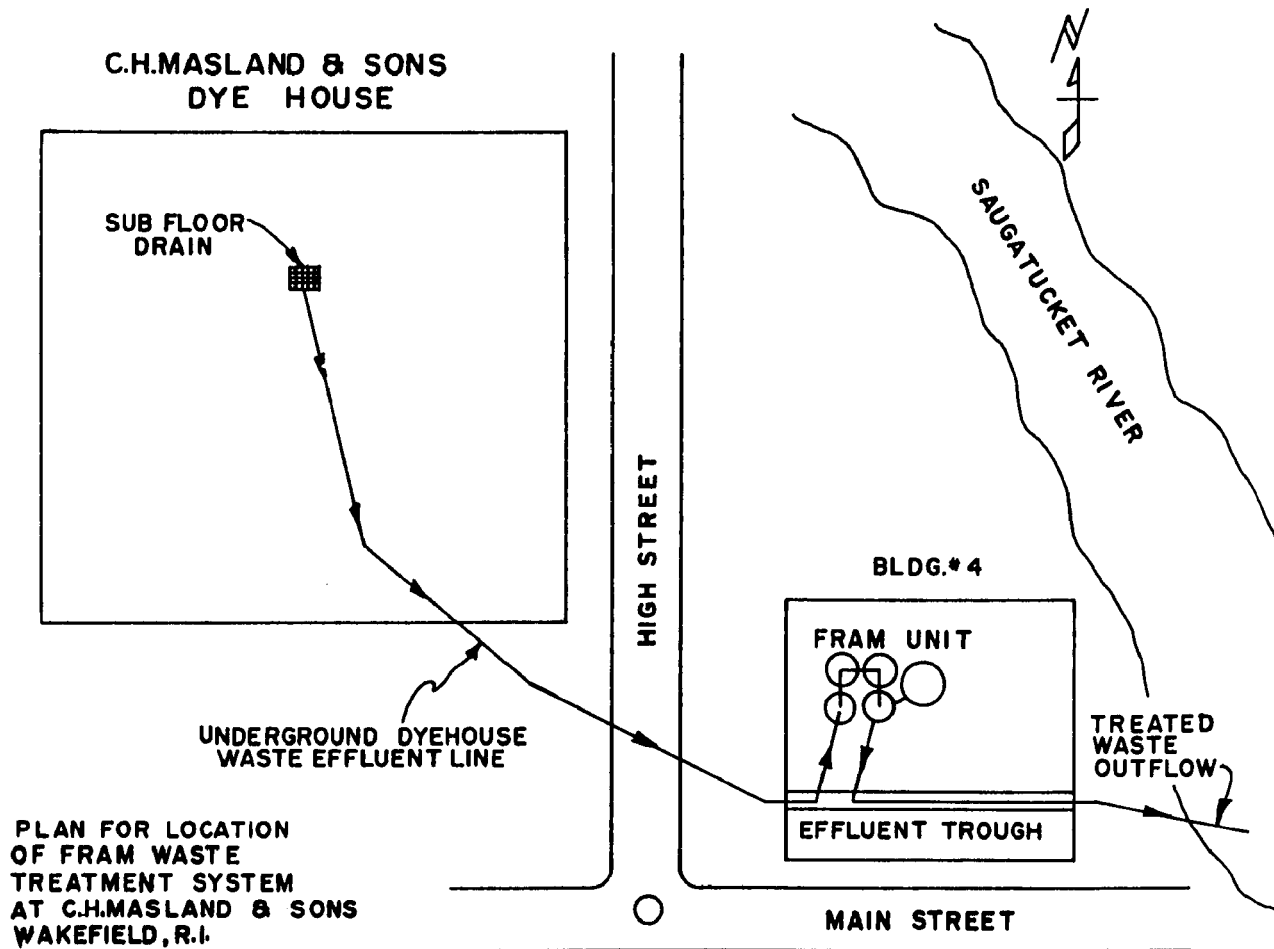 C.H.MASLAND & SONS
DYE HOUSE
N
SUB FLOOR
DRAIN
SAUGATUCKET RIVER
HIGH STREET
BLDG.#4
FRAM UNIT
UNDERGROUND DYEHOUSE
WASTE EFFLUENT LINE
TREATED
WASTE
OUTFLOW
EFFLUENT TROUGH
PLAN FOR LOCATION
OF FRAM WASTE
TREATMENT SYSTEM
AT C.H.MASLAND & SONS
WAKEFIELD, R.I.
MAIN STREET